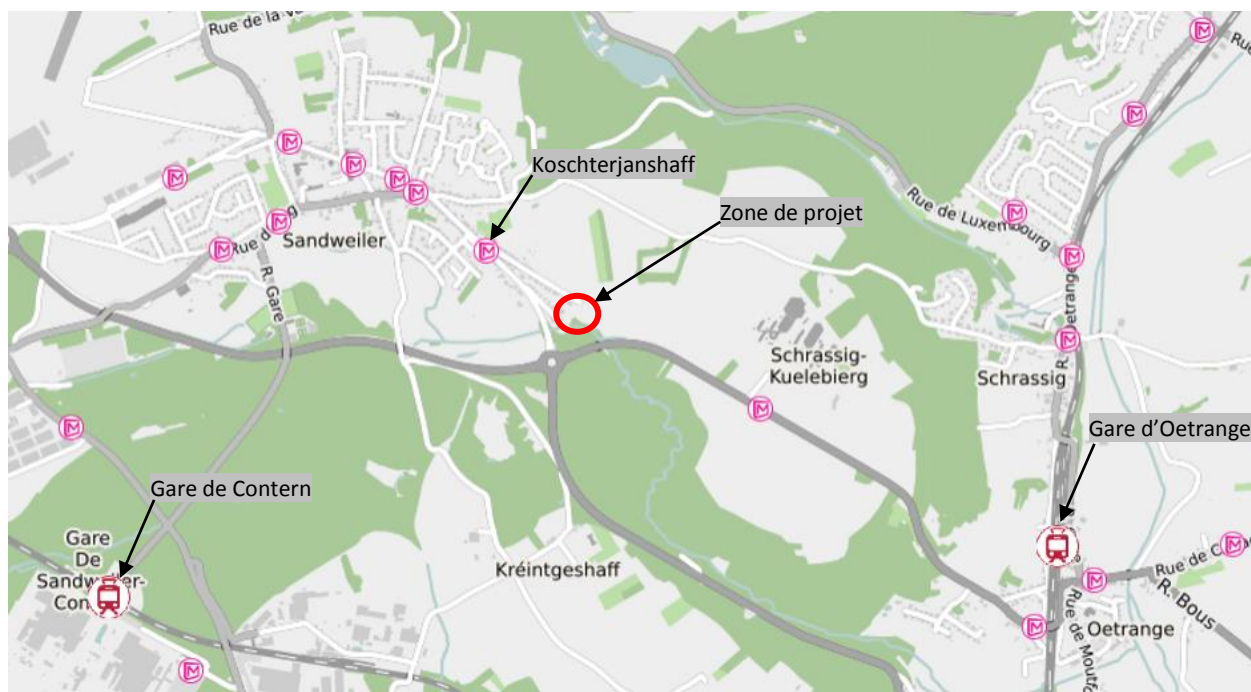 Rue de la Va
Rue
Koschterjanshaff
Zone de projet
Rue de Luxembourg
Rue d
g
Sandweiler
R. Gare
R.
Oetrange
Schrassig-
Kuelebierg
Schrassig
Gare d’Oetrange
Gare de Contern
Gare
De
Sandweiler-
Con
Kréintgeshaff
Rue de C
R. Bous
Rue de Moutf
Oetrange